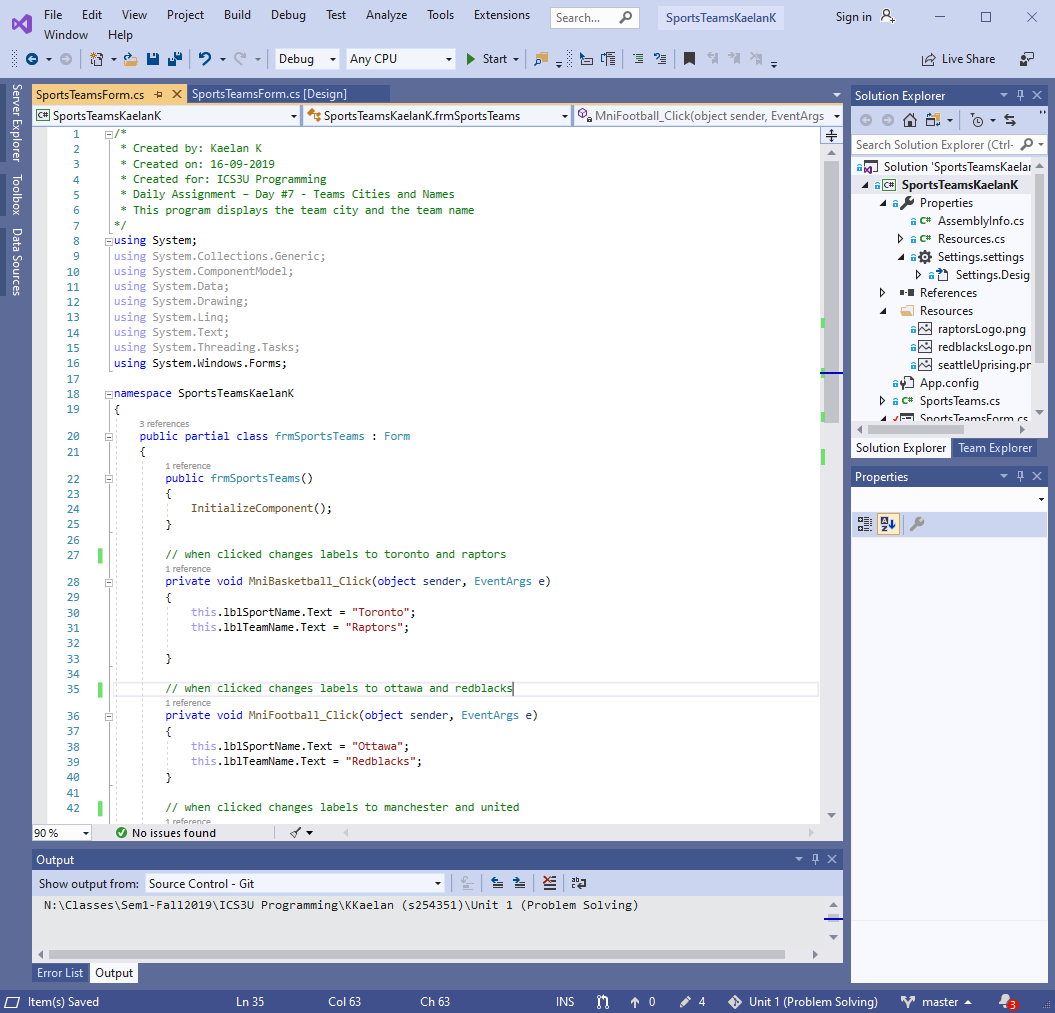 File Edit View Project Build Debug Test Analyze Tools Extensions Search... SportsTeamsKaelanK Sign in
Window Help
Debug Any CPU Start Live Share
Server Explorer
Toolbox
Data Sources
SportsTeamsForm.cs SportsTeamsForm.cs [Design]
C# SportsTeamsKaelanK SportsTeamsKaelanK.frmSportsTeams MniFootball_Click(object sender, EventArgs
1 /*
2 * Created by: Kaelan K
3 * Created on: 16-09-2019
4 * Created for: ICS3U Programming
5 * Daily Assignment – Day #7 - Teams Cities and Names
6 * This program displays the team city and the team name
7 */
8 using System;
9 using System.Collections.Generic;
10 using System.ComponentModel;
11 using System.Data;
12 using System.Drawing;
13 using System.Linq;
14 using System.Text;
15 using System.Threading.Tasks;
16 using System.Windows.Forms;
17
18 namespace SportsTeamsKaelanK
19 {
3 references
20 public partial class frmSportsTeams : Form
21 {
1 reference
22 public frmSportsTeams()
23 {
24 InitializeComponent();
25 }
26
27 // when clicked changes labels to toronto and raptors
1 reference
28 private void MniBasketball_Click(object sender, EventArgs e)
29 {
30 this.lblSportName.Text = "Toronto";
31 this.lblTeamName.Text = "Raptors";
32
33 }
34
35 // when clicked changes labels to ottawa and redblacks
1 reference
36 private void MniFootball_Click(object sender, EventArgs e)
37 {
38 this.lblSportName.Text = "Ottawa";
39 this.lblTeamName.Text = "Redblacks";
40 }
41
42 // when clicked changes labels to manchester and united
1 reference
90 % No issues found
Output
Show output from: Source Control - Git
N:\Classes\Sem1-Fall2019\ICS3U Programming\KKaelan (s254351)\Unit 1 (Problem Solving)
Error List Output
Solution Explorer
Search Solution Explorer (Ctrl-
Solution 'SportsTeamsKaelar
C# SportsTeamsKaelanK
Properties
C# AssemblyInfo.cs
C# Resources.cs
Settings.settings
Settings.Desig
References
Resources
raptorsLogo.png
redblacksLogo.pn
seattleUprising.pr
App.config
C# SportsTeams.cs
SportsTeamsForm.cs
Solution Explorer Team Explorer
Properties
Item(s) Saved Ln 35 Col 63 Ch 63 INS 0 4 Unit 1 (Problem Solving) master 3